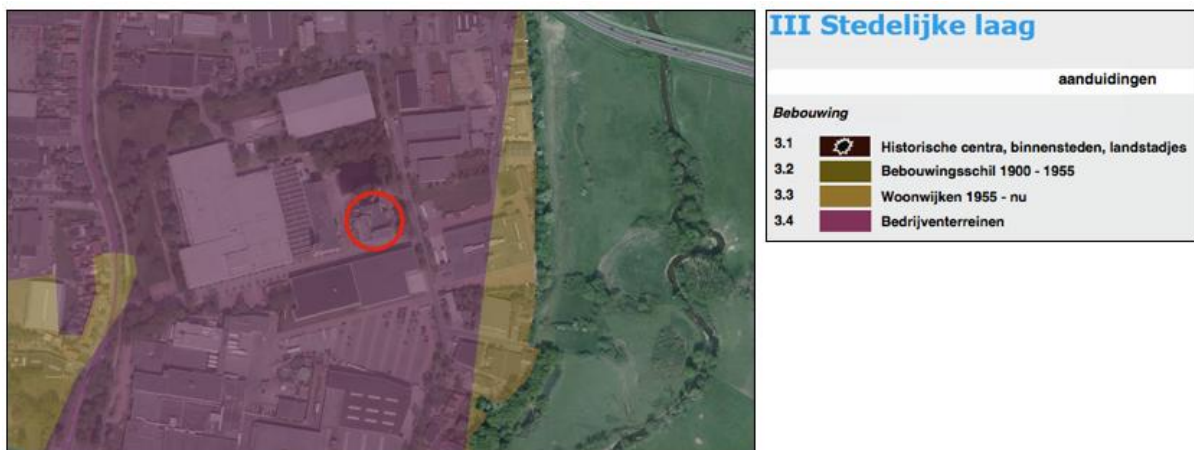 III Stedelijke laag
aanduidingen
Bebouwing
3.1 Historische centra, binnensteden, landstadjes
3.2 Bebouwingsschil 1900 - 1955
3.3 Woonwijken 1955 - nu
3.4 Bedrijventerreinen